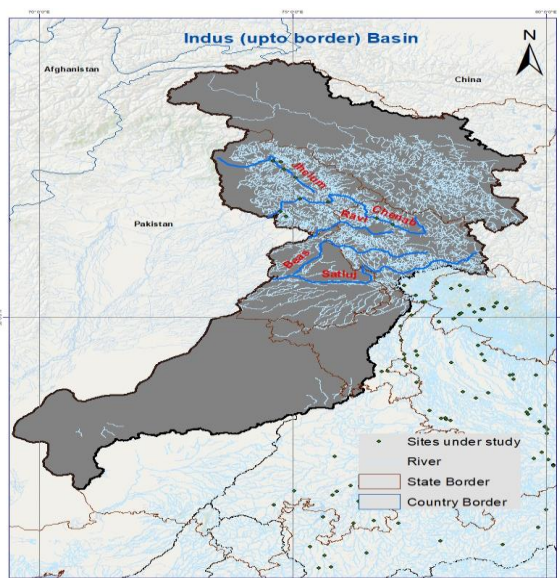 Indus (upto border) Basin
N
Afghanistan
China
Jhelum
Chenab
Ravi
Pakistan
Beas
Satluj
Sites under study
River
State Border
Country Border